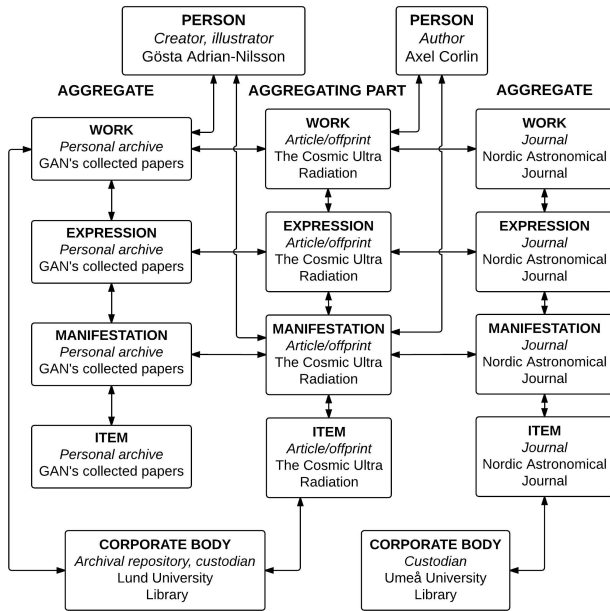 PERSON
Creator, illustrator
Gösta Adrian-Nilsson
PERSON
Author
Axel Corlin
AGGREGATE
AGGREGATING PART
AGGREGATE
WORK
Personal archive
GAN's collected papers
WORK
Article/offprint
The Cosmic Ultra
Radiation
WORK
Journal
Nordic Astronomical
Journal
EXPRESSION
Personal archive
GAN's collected papers
EXPRESSION
Article/offprint
The Cosmic Ultra
Radiation
EXPRESSION
Journal
Nordic Astronomical
Journal
MANIFESTATION
Personal archive
GAN's collected papers
MANIFESTATION
Article/offprint
The Cosmic Ultra
Radiation
MANIFESTATION
Journal
Nordic Astronomical
Journal
ITEM
Personal archive
GAN's collected papers
ITEM
Article/offprint
The Cosmic Ultra
Radiation
ITEM
Journal
Nordic Astronomical
Journal
CORPORATE BODY
Archival repository, custodian
Lund University
Library
CORPORATE BODY
Custodian
Umeå University
Library